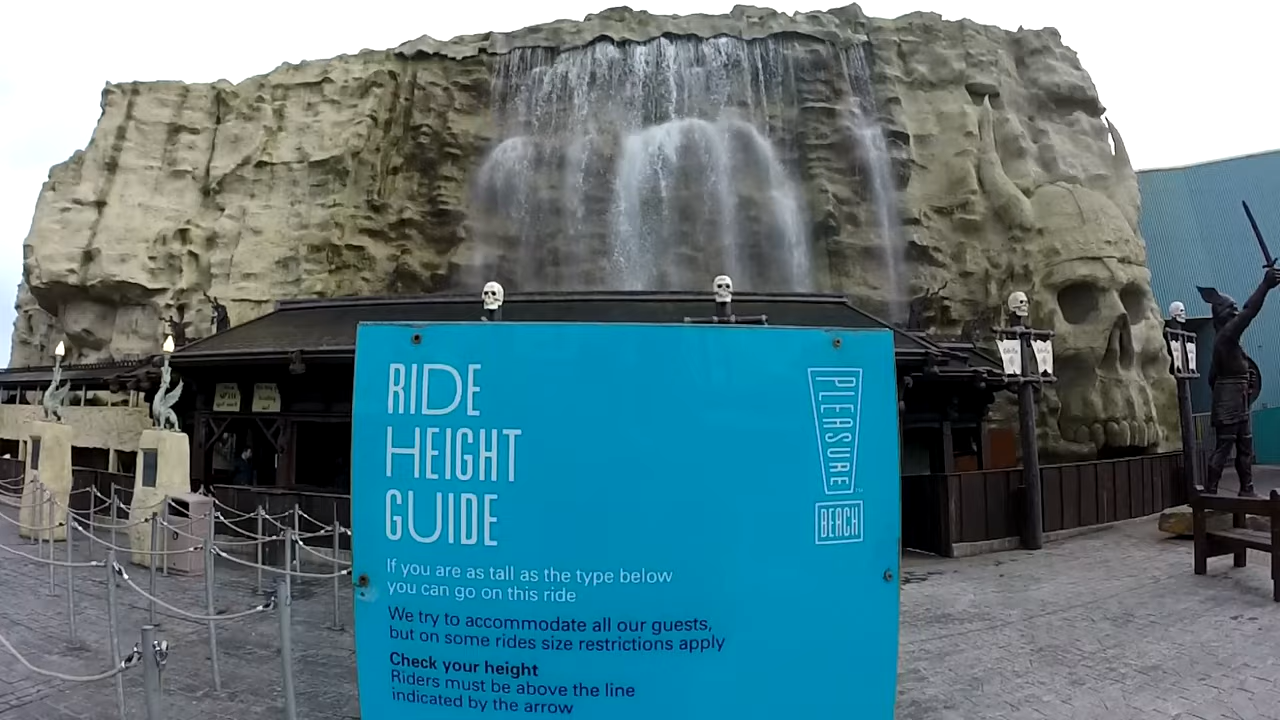 RIDE
HEIGHT
GUIDE
PLEASURE
BEACH
If you are as tall as the type below
you can go on this ride
We try to accommodate all our guests,
but on some rides size restrictions apply
Check your height
Riders must be above the line
indicated by the arrow